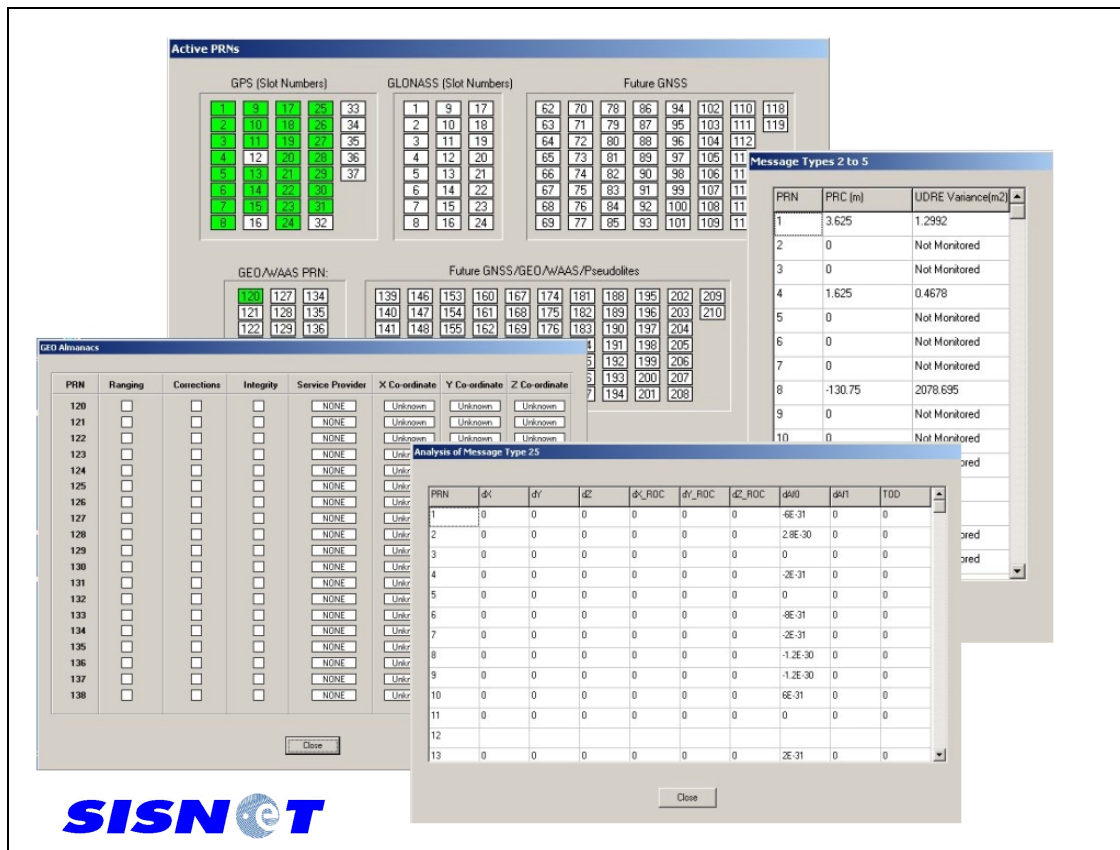 Active PRNs
GPS (Slot Numbers) GLONASS (Slot Numbers) Future GNSS
1 9 17 25 33 1 9 17 62 70 78 86 94 102 110 118
2 10 18 26 34 2 10 18 63 71 79 87 95 103 111 119
3 11 19 27 35 3 11 19 64 72 80 88 96 104 112
4 12 20 28 36 4 12 20 65 73 81 89 97 105
5 13 21 29 37 5 13 21 66 74 82 90 98 106
6 14 22 30 6 14 22 67 75 83 91 99 107
7 15 23 31 7 15 23 68 76 84 92 100 108
8 16 24 32 8 16 24 69 77 85 93 101 109
GEO/WAAS PRN: Future GNSS/GEO/WAAS/Pseudolites
120 127 134 139 146 153 160 167 174 181 188 195 202 209
121 128 135 140 147 154 161 168 175 182 189 196 203 210
122 129 136 141 148 155 162 169 176 183 190 197 204
191 198 205
192 199 206
193 200 207
194 201 208
Message Types 2 to 5
PRN PRC (m) UDRE Variance(m2)
1 3.625 1.2992
2 0 Not Monitored
3 0 Not Monitored
4 1.625 0.4678
5 0 Not Monitored
6 0 Not Monitored
7 0 Not Monitored
8 -130.75 2078.695
9 0 Not Monitored
10 0 Not Monitored
GEO Almanacs
PRN Ranging Corrections Integrity Service Provider X Co-ordinate Y Co-ordinate Z Co-ordinate
120 NONE Unknown Unknown Unknown
121 NONE Unknown Unknown Unknown
122 NONE Unknown Unknown Unknown
123 NONE
124 NONE
125 NONE
126 NONE
127 NONE
128 NONE
129 NONE
130 NONE
131 NONE
132 NONE
133 NONE
134 NONE
135 NONE
136 NONE
137 NONE
138 NONE
Close
Analysis of Message Type 25
PRN dX dY dZ dX_ROC dY_ROC dZ_ROC dAf0 dAf1 TOD
1 0 0 0 0 0 0 -6E-31 0 0
2 0 0 0 0 0 0 2.8E-30 0 0
3 0 0 0 0 0 0 0 0 0
4 0 0 0 0 0 0 -2E-31 0 0
5 0 0 0 0 0 0 0 0 0
6 0 0 0 0 0 0 -8E-31 0 0
7 0 0 0 0 0 0 -2E-31 0 0
8 0 0 0 0 0 0 -1.2E-30 0 0
9 0 0 0 0 0 0 -1.2E-30 0 0
10 0 0 0 0 0 0 6E-31 0 0
11 0 0 0 0 0 0 0 0 0
12
13 0 0 0 0 0 0 2E-31 0 0
Close
SISNeT